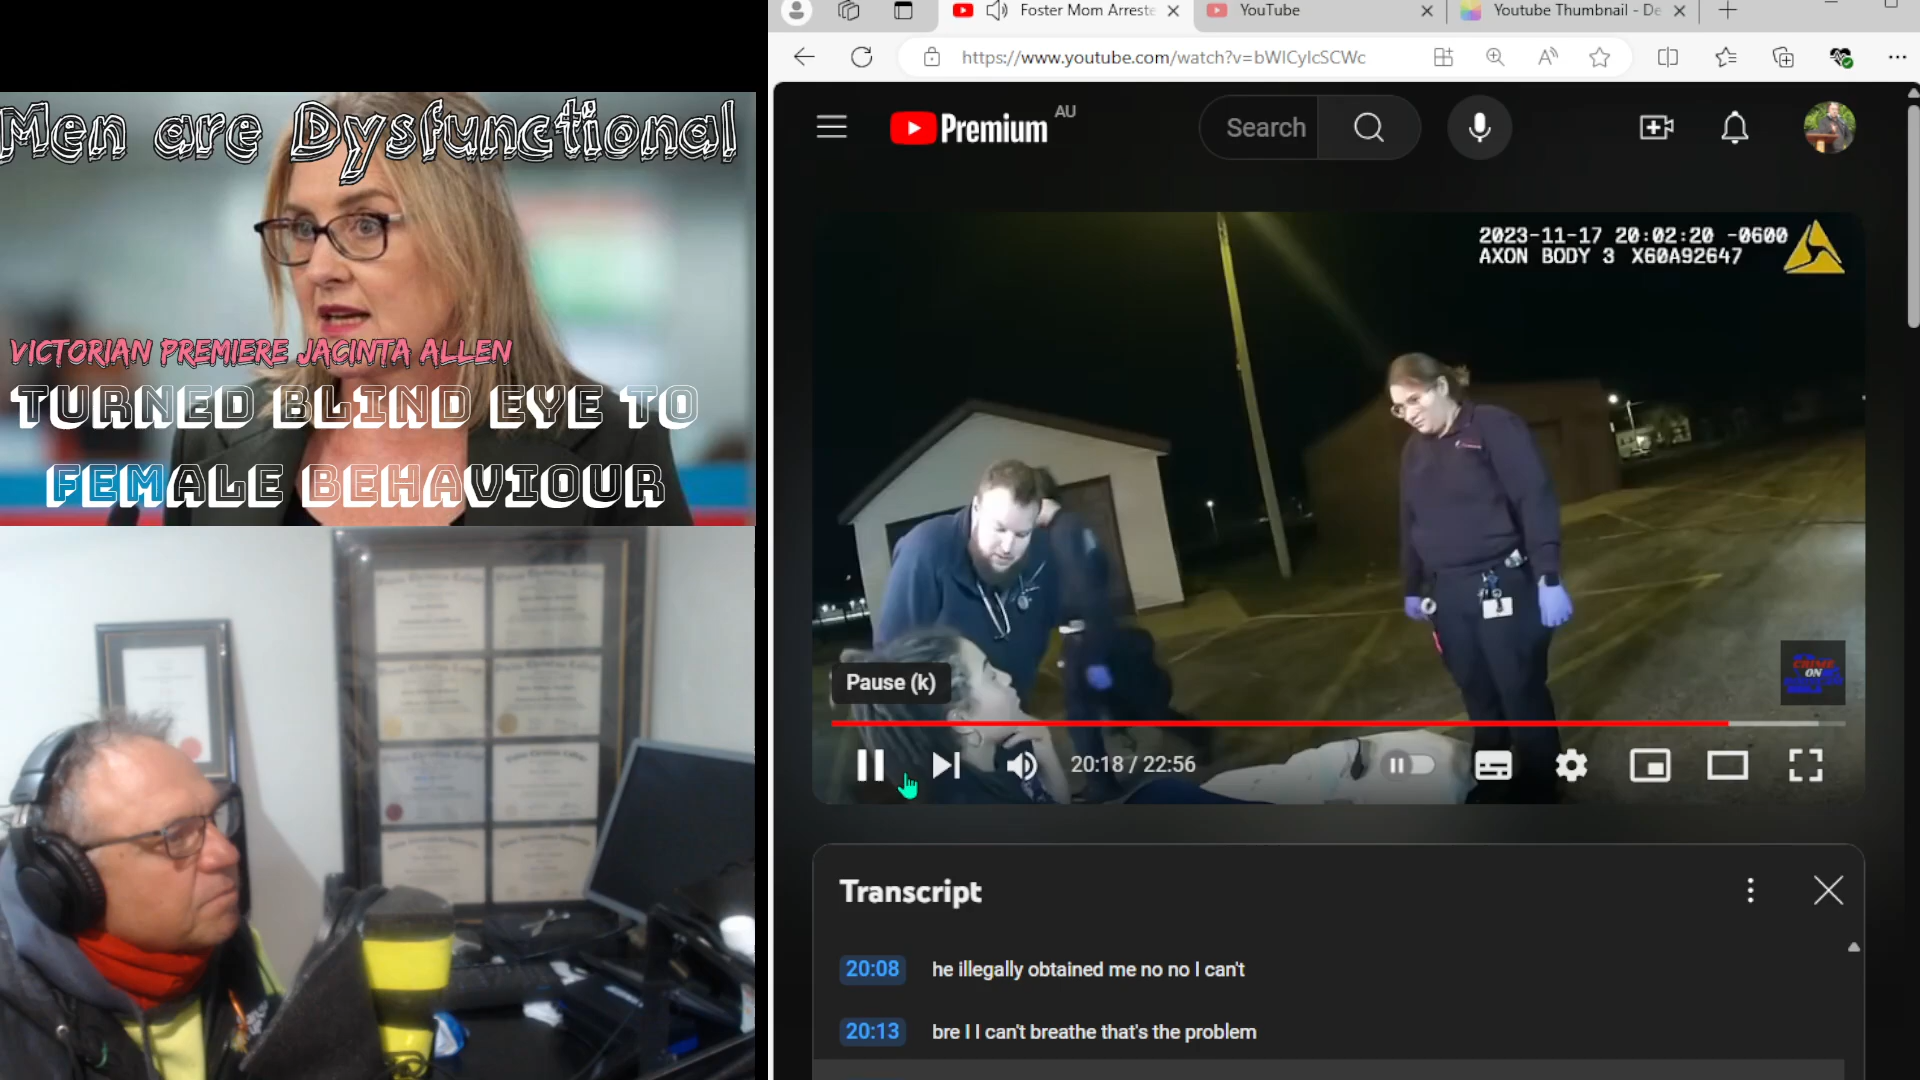 Men are Dysfunctional
VICTORIAN PREMIERE JACINTA ALLEN
TURNED BLIND EYE TO
FEMALE BEHAVIOUR
Foster Mom Arreste
YouTube
Youtube Thumbnail - De
https://www.youtube.com/watch?v=bWlCylcSCWc
Premium
AU
Search
2023-11-17 20:02:20 -0600
AXON BODY 3 X60A92647
CRIME
ON
Pause (k)
20:18 / 22:56
Transcript
20:08 he illegally obtained me no no I can't
20:13 bre I I can't breathe that's the problem